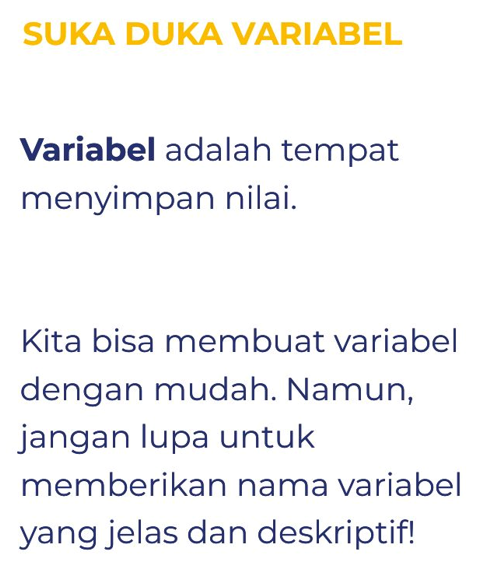 SUKA DUKA VARIABEL
Variabel adalah tempat
menyimpan nilai.
Kita bisa membuat variabel
dengan mudah. Namun,
jangan lupa untuk
memberikan nama variabel
yang jelas dan deskriptif!